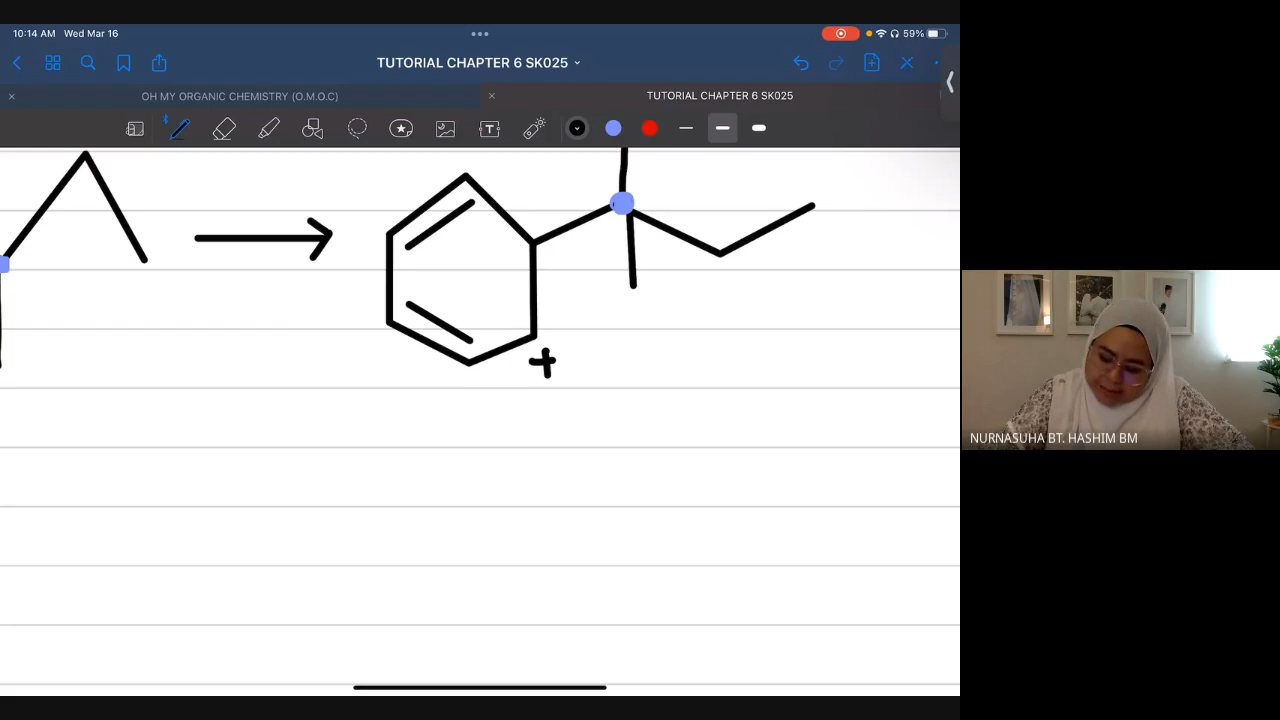 10:14 AM Wed Mar 16
59%
TUTORIAL CHAPTER 6 SK025
OH MY ORGANIC CHEMISTRY (O.M.O.C)
TUTORIAL CHAPTER 6 SK025
T
+
NURNASUHA BT. HASHIM BM